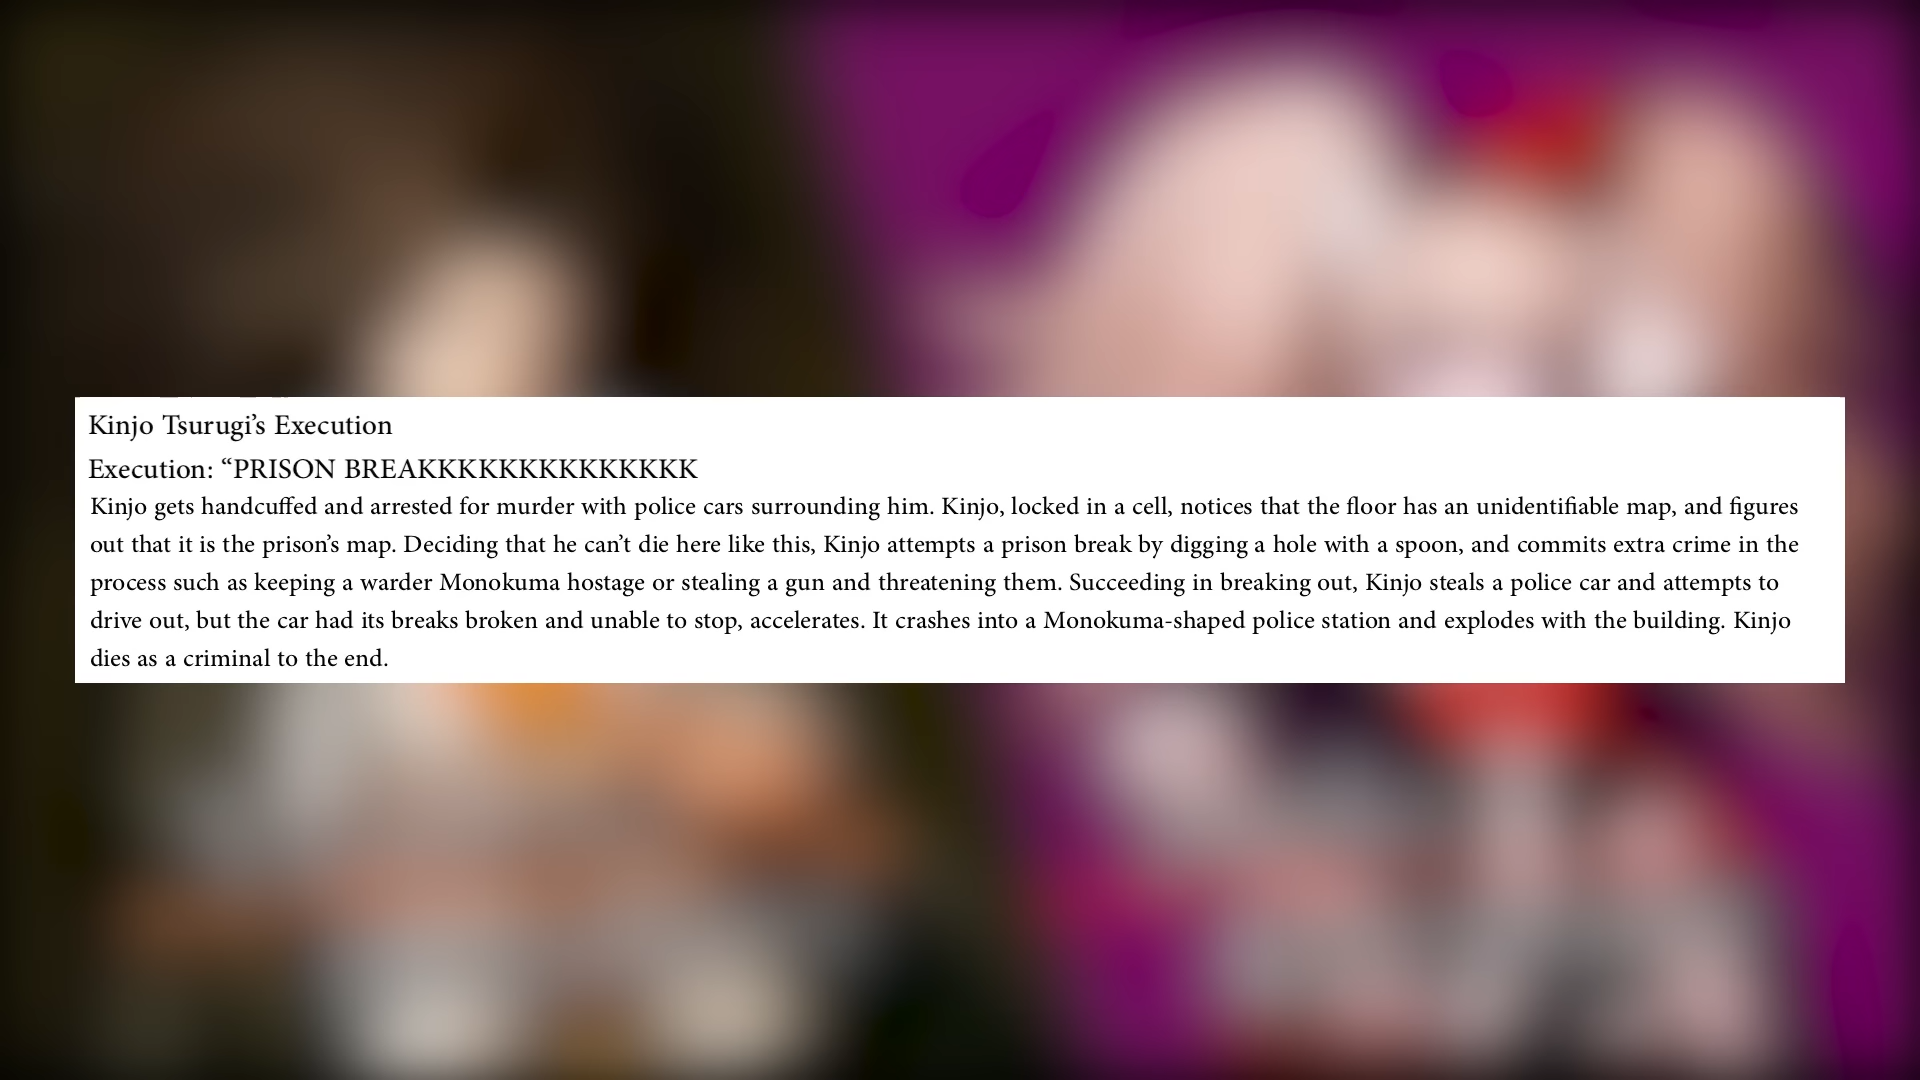 Kinjo Tsurugi’s Execution
Execution: “PRISON BREAKKKKKKKKKKKKKK
Kinjo gets handcuffed and arrested for murder with police cars surrounding him. Kinjo, locked in a cell, notices that the floor has an unidentifiable map, and figures
out that it is the prison’s map. Deciding that he can’t die here like this, Kinjo attempts a prison break by digging a hole with a spoon, and commits extra crime in the
process such as keeping a warder Monokuma hostage or stealing a gun and threatening them. Succeeding in breaking out, Kinjo steals a police car and attempts to
drive out, but the car had its breaks broken and unable to stop, accelerates. It crashes into a Monokuma-shaped police station and explodes with the building. Kinjo
dies as a criminal to the end.